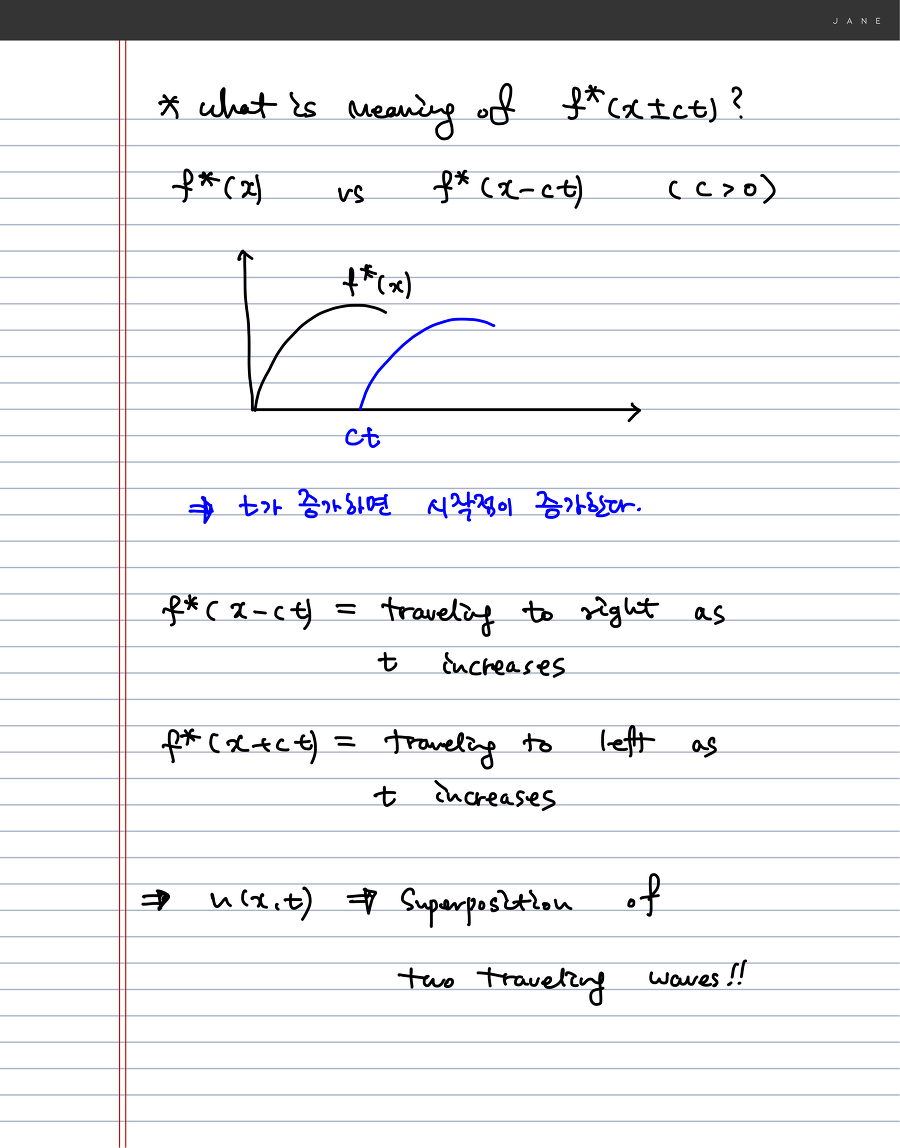 JANE
* what is meaning of f*(x±ct)?
f*(x) vs f*(x-ct) (c>0)
f*(x)
ct
⇒ t가 증가하면 시작점이 증가한다.
f*(x-ct) = traveling to right as
t increases
f*(x+ct) = traveling to left as
t increases
⇒ u(x,t) ⇒ Superposition of
two traveling waves!!